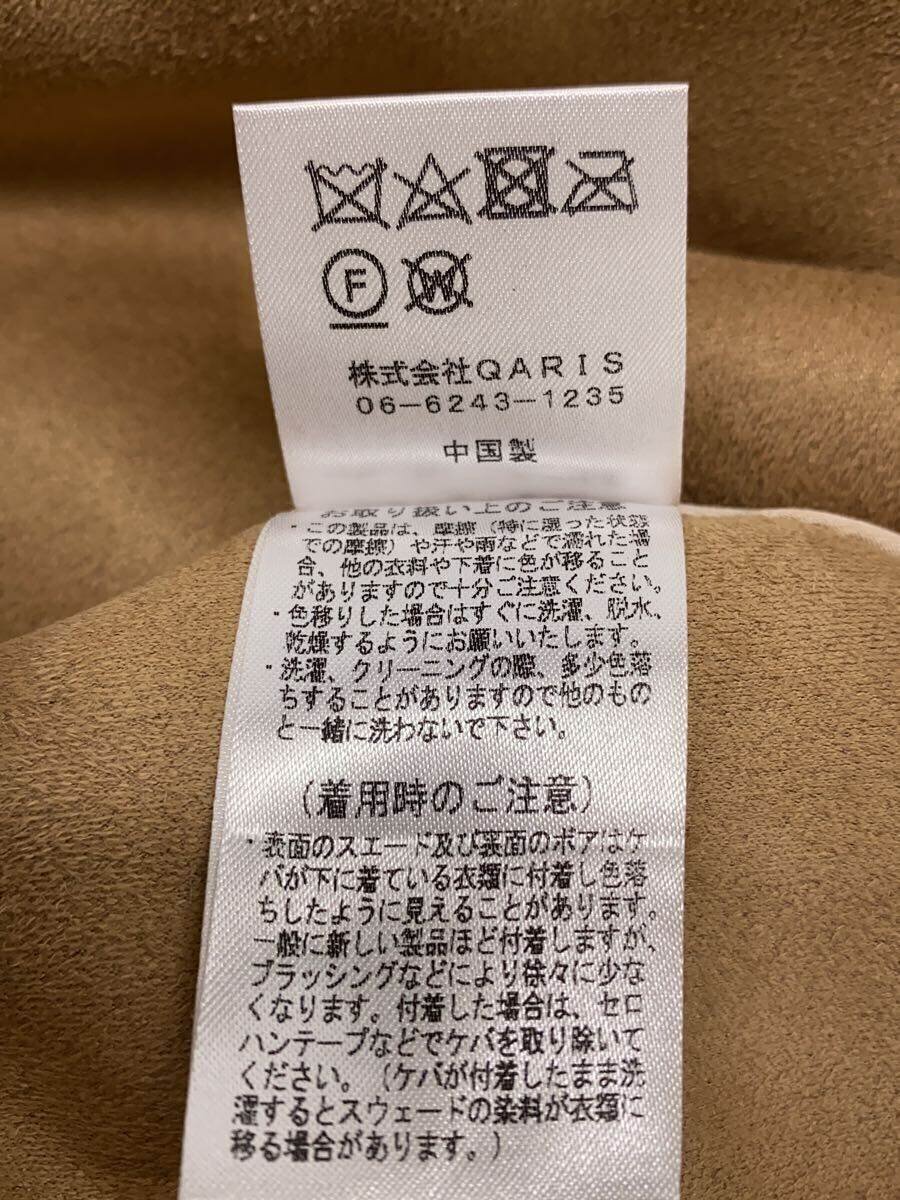 F W
株式会社QARIS
06-6243-1235
中国製
お取り扱い上のご注意
・この製品は、摩擦（特に湿った状態
での摩擦）や汗や雨などで濡れた場
合、他の衣料や下着に色が移ること
がありますので十分ご注意ください。
・色移りした場合はすぐに洗濯、脱水、
乾燥するようにお願いいたします。
・洗濯、クリーニングの際、多少色落
ちすることがありますので他のもの
と一緒に洗わないで下さい。
（着用時のご注意）
・表面のスエード及び裏面のボアはケ
バが下に着ている衣類に付着し色落
ちしたように見えることがあります。
一般に新しい製品ほど付着しますが、
ブラッシングなどにより徐々に少な
くなります。付着した場合は、セロ
ハンテープなどでケバを取り除いて
ください。（ケバが付着したまま洗
濯するとスウェードの染料が衣類に
移る場合があります。）